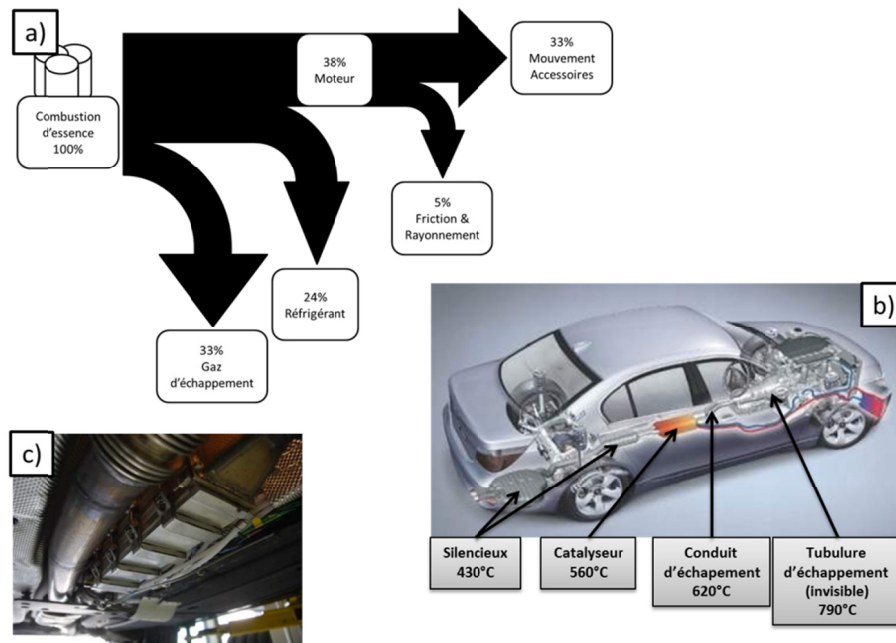 a)
Combustion
d'essence
100%
38%
Moteur
33%
Mouvement
Accessoires
5%
Friction &
Rayonnement
24%
Réfrigérant
33%
Gaz
d'échappement
b)
Silencieux
430°C
Catalyseur
560°C
Conduit
d'échapement
620°C
Tubulure
d'échappement
(invisible)
790°C
c)